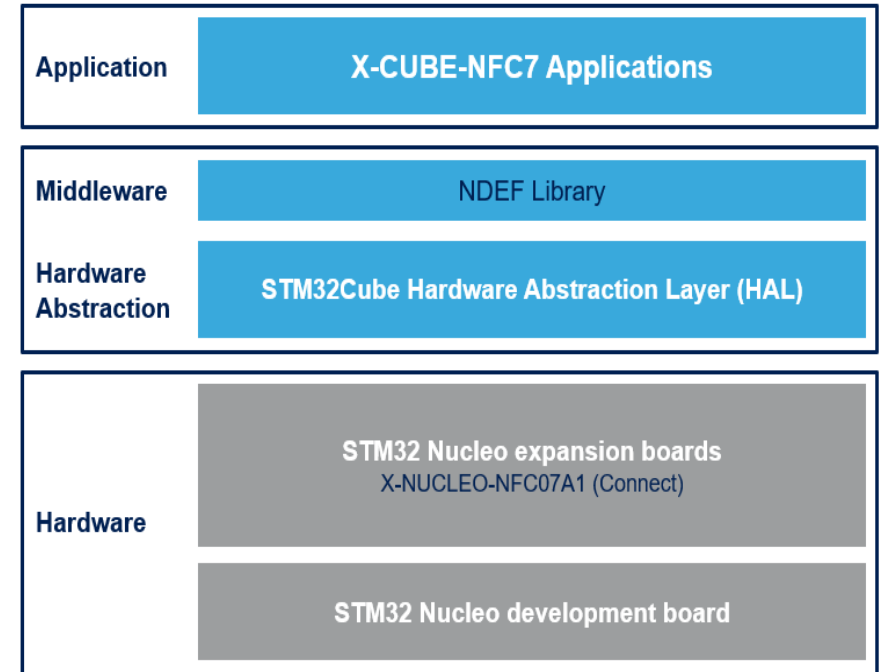 Application
X-CUBE-NFC7 Applications
Middleware
NDEF Library
Hardware
Abstraction
STM32Cube Hardware Abstraction Layer (HAL)
Hardware
STM32 Nucleo expansion boards
X-NUCLEO-NFC07A1 (Connect)
STM32 Nucleo development board